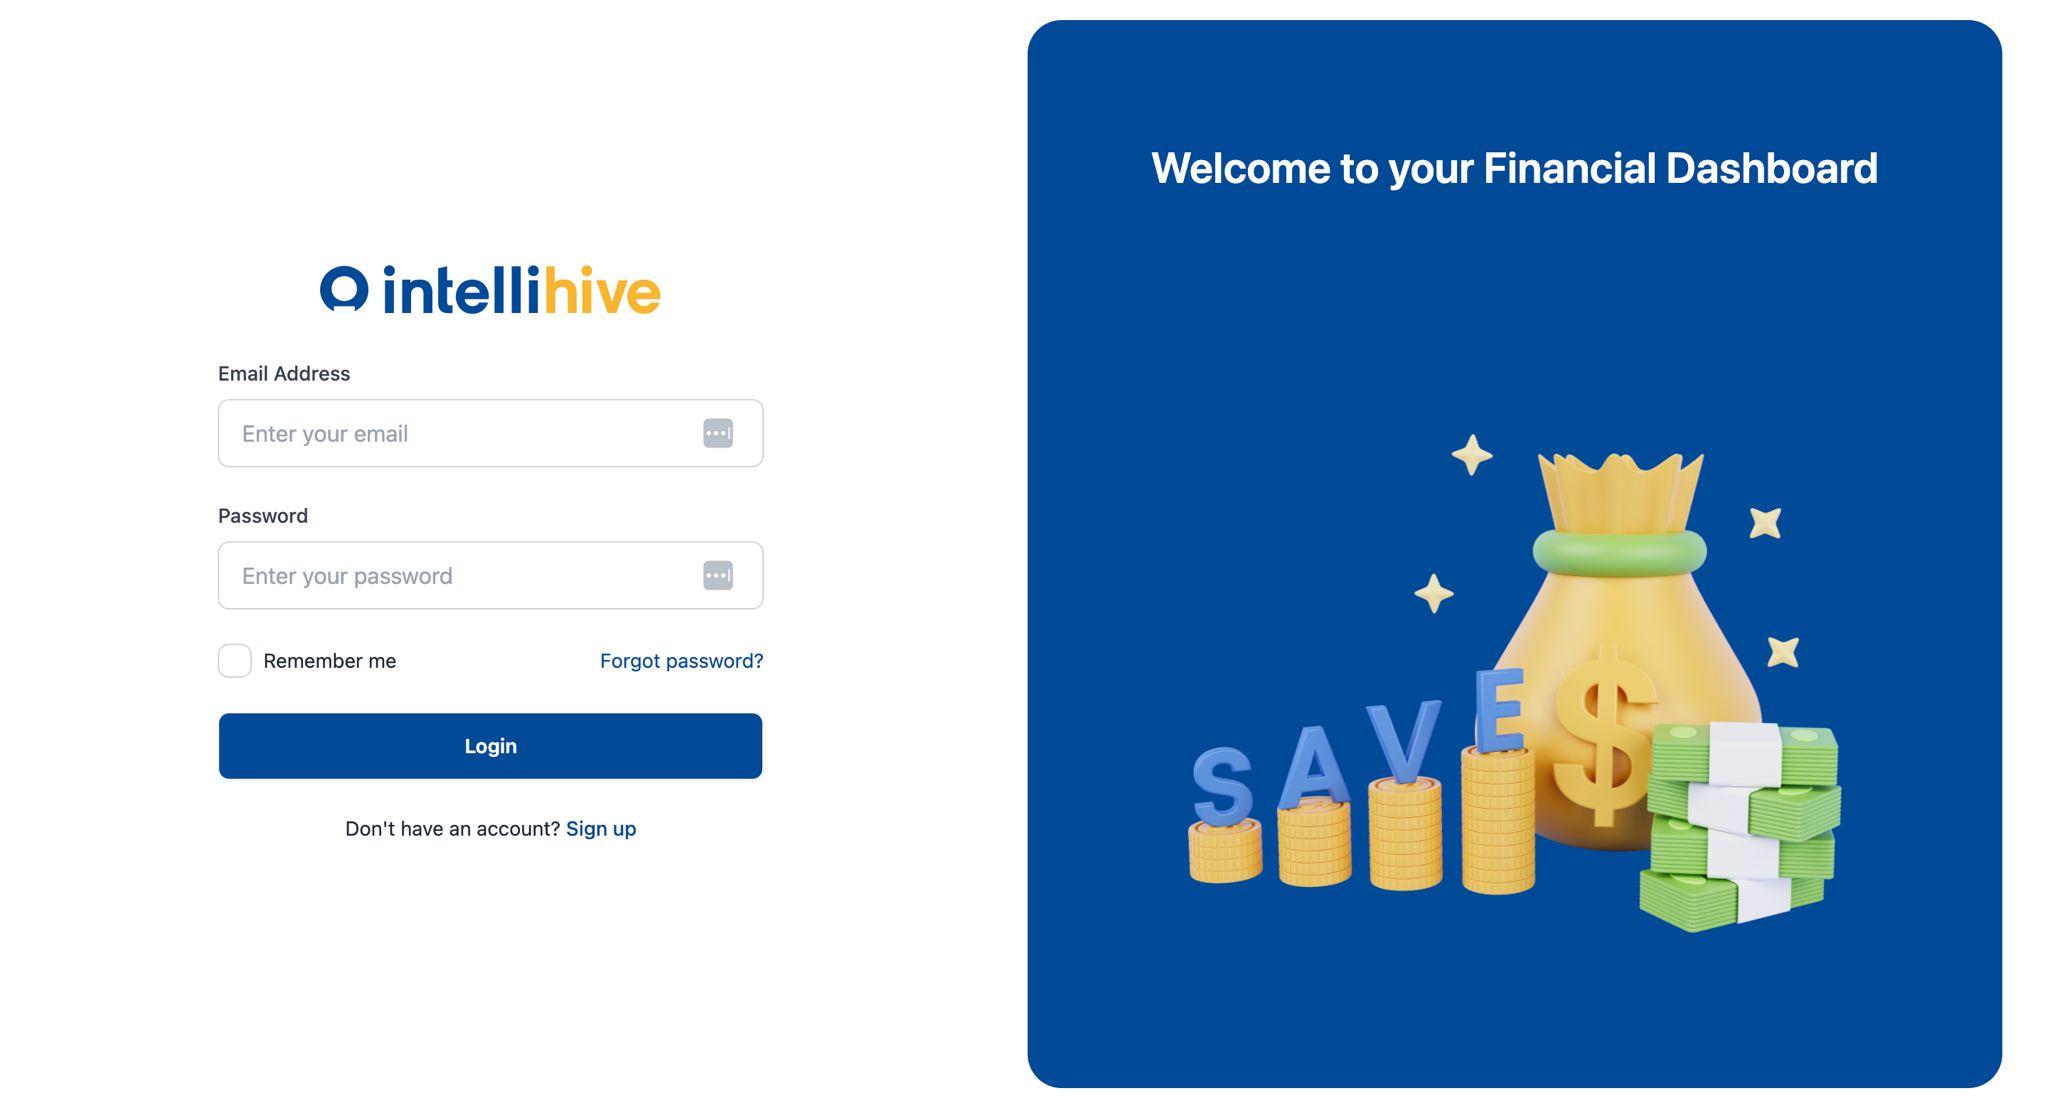 intellihive
Email Address
Enter your email
Password
Enter your password
Remember me
Forgot password?
Login
Don't have an account? Sign up
Welcome to your Financial Dashboard
SAVE
$